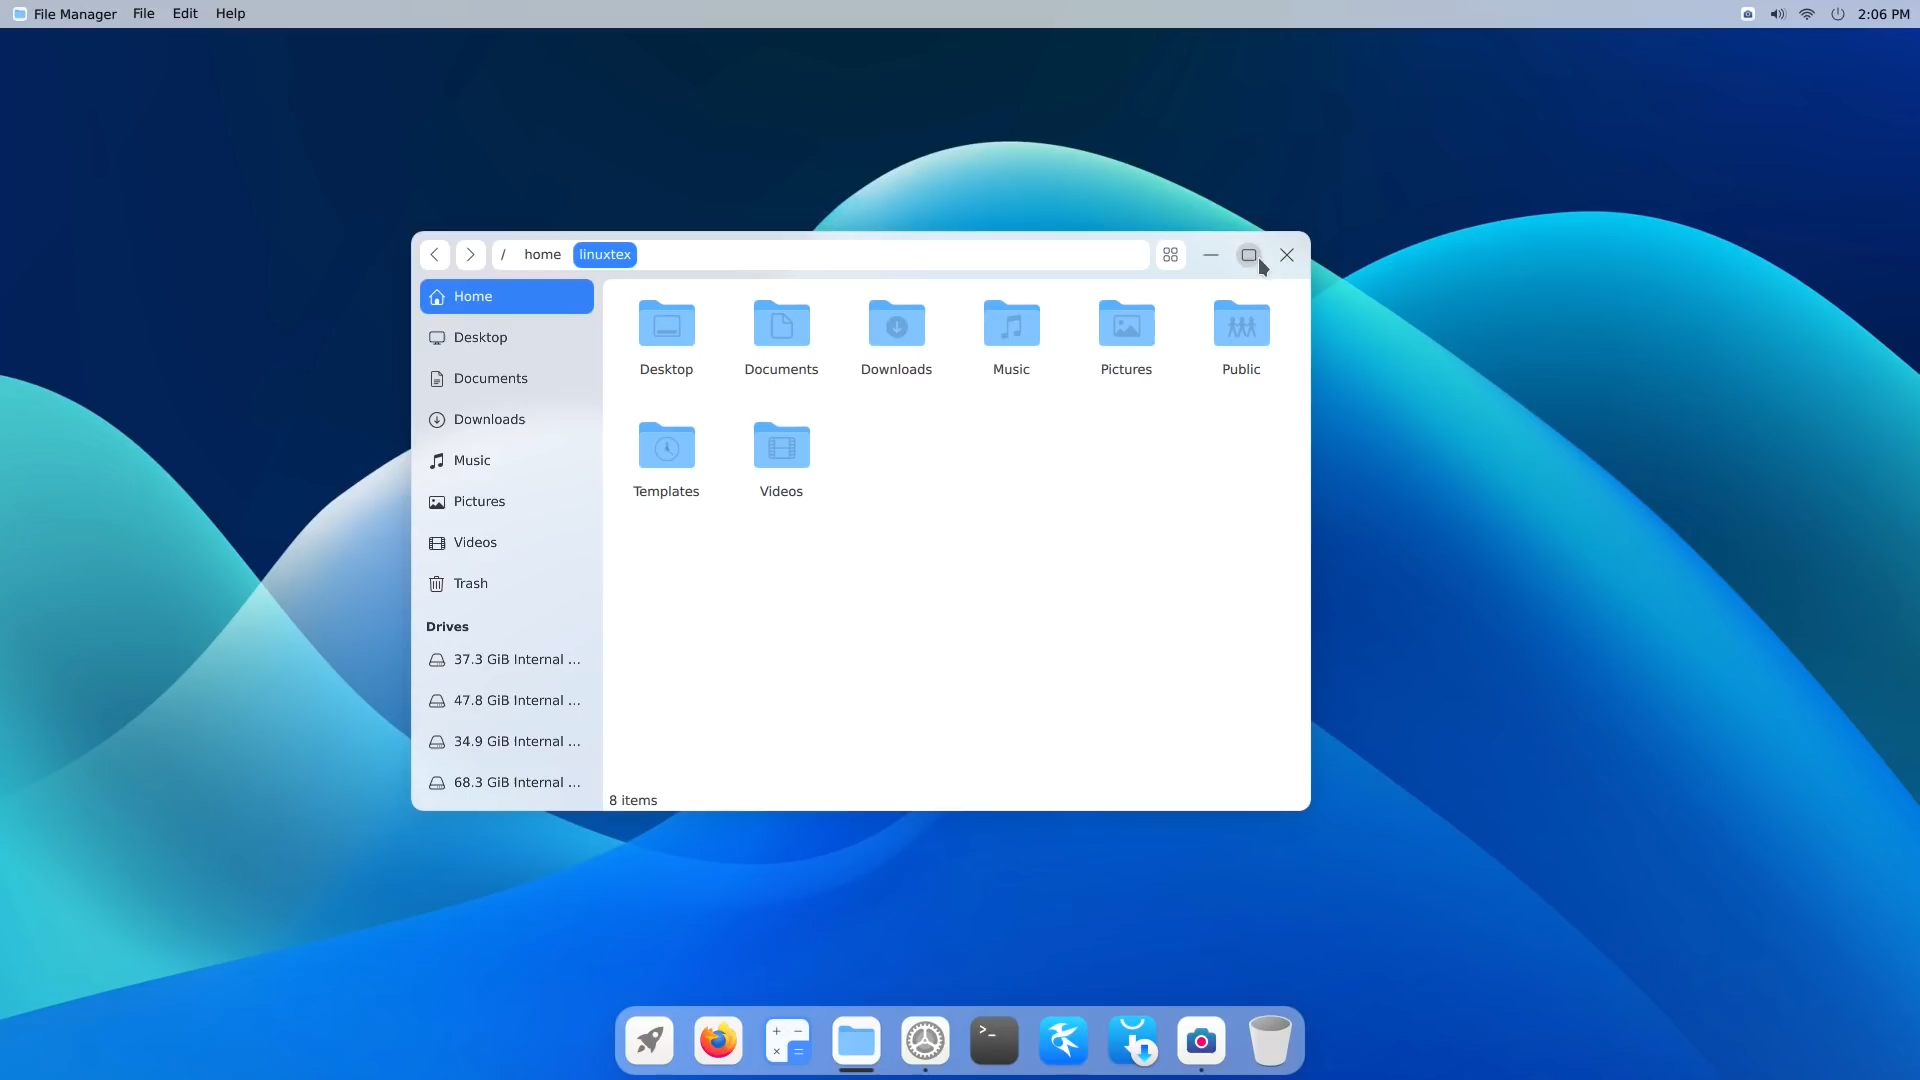 File Manager File Edit Help 2:06 PM
/ home linuxtex
Home
Desktop
Documents
Downloads
Music
Pictures
Videos
Trash
Drives
37.3 GiB Internal ...
47.8 GiB Internal ...
34.9 GiB Internal ...
68.3 GiB Internal ...
Desktop Documents Downloads Music Pictures Public
Templates Videos
8 items